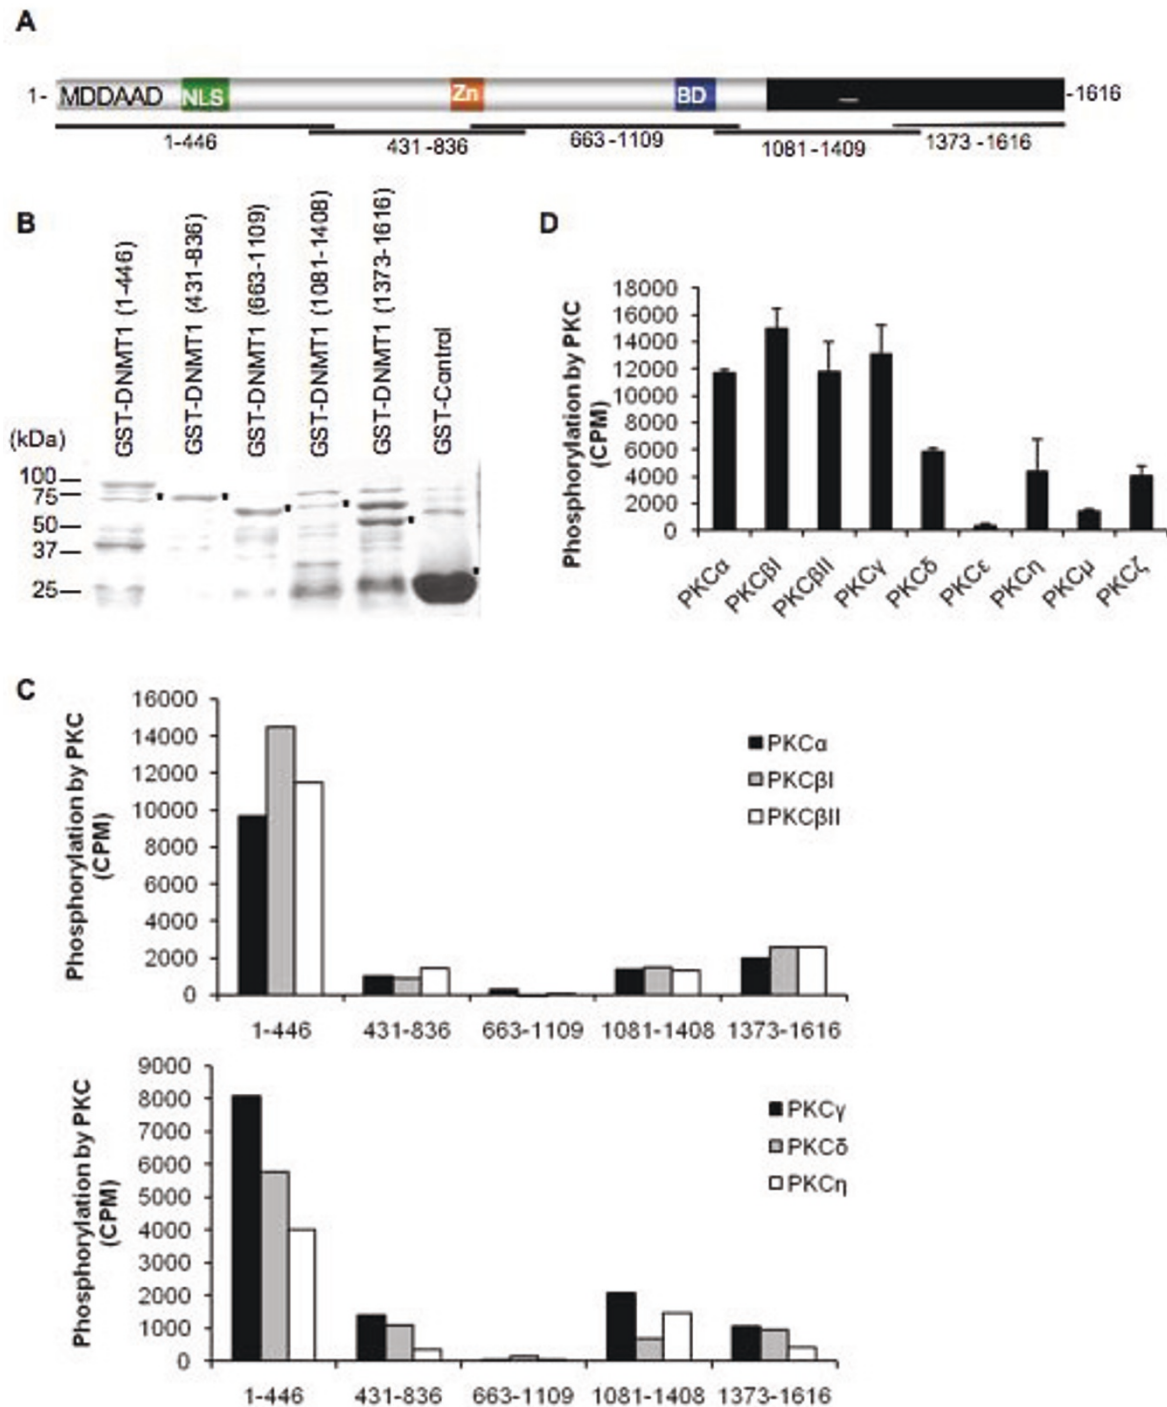 A
1- MDDAAD NLS Zn BD -1616
1-446 431-836 663-1109 1081-1409 1373-1616
B
GST-DNMT1 (1-446)
GST-DNMT1 (431-836)
GST-DNMT1 (663-1109)
GST-DNMT1 (1081-1408)
GST-DNMT1 (1373-1616)
GST-Control
(kDa)
100
75
50
37
25
D
Phosphorylation by PKC
(CPM)
18000
16000
14000
12000
10000
8000
6000
4000
2000
0
PKCα PKCβI PKCβII PKCγ PKCδ PKCε PKCη PKCμ PKCζ
C
Phosphorylation by PKC
(CPM)
16000
14000
12000
10000
8000
6000
4000
2000
0
1-446 431-836 663-1109 1081-1408 1373-1616
PKCα
PKCβI
PKCβII
Phosphorylation by PKC
(CPM)
9000
8000
7000
6000
5000
4000
3000
2000
1000
0
1-446 431-836 663-1109 1081-1408 1373-1616
PKCγ
PKCδ
PKCη